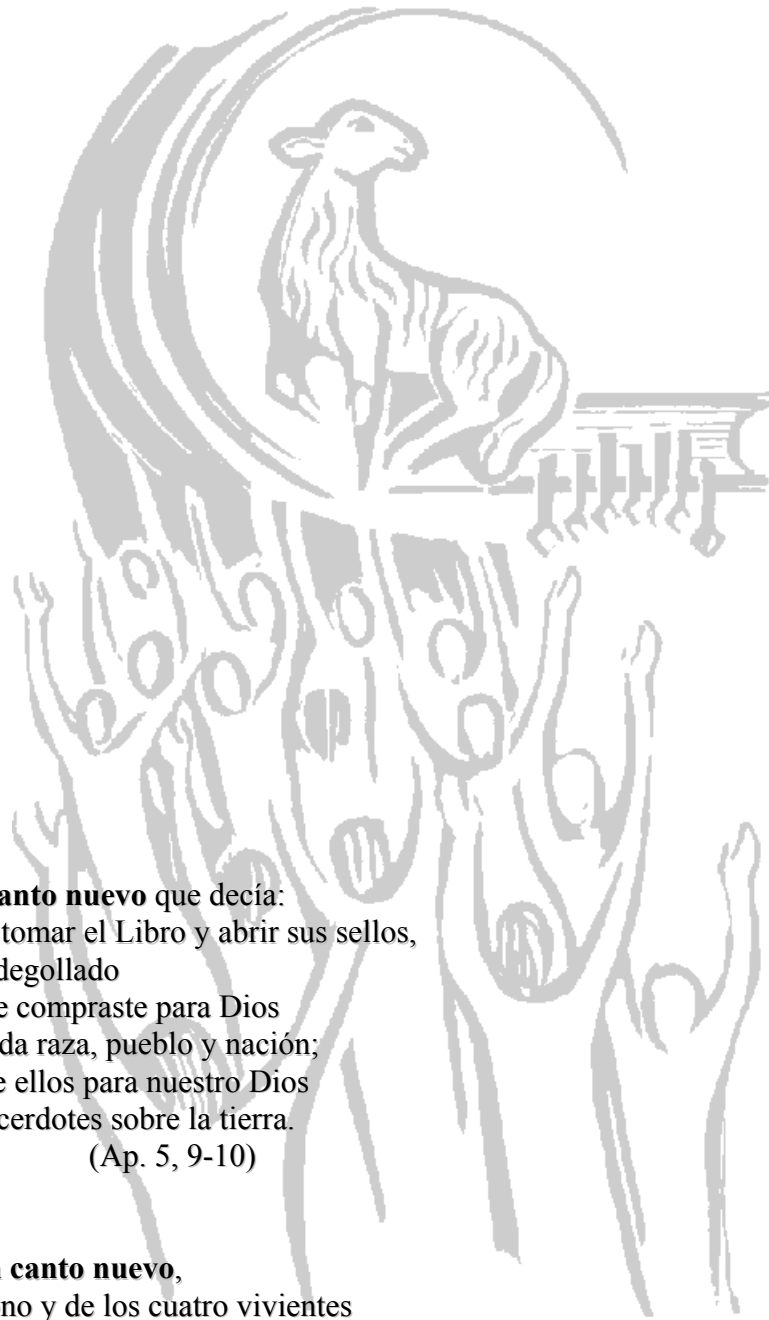 anto nuevo que decía:
tomar el Libro y abrir sus sellos,
degollado
e compraste para Dios
da raza, pueblo y nación;
e ellos para nuestro Dios
cerdotes sobre la tierra.
(Ap. 5, 9-10)
canto nuevo,
no y de los cuatro vivientes